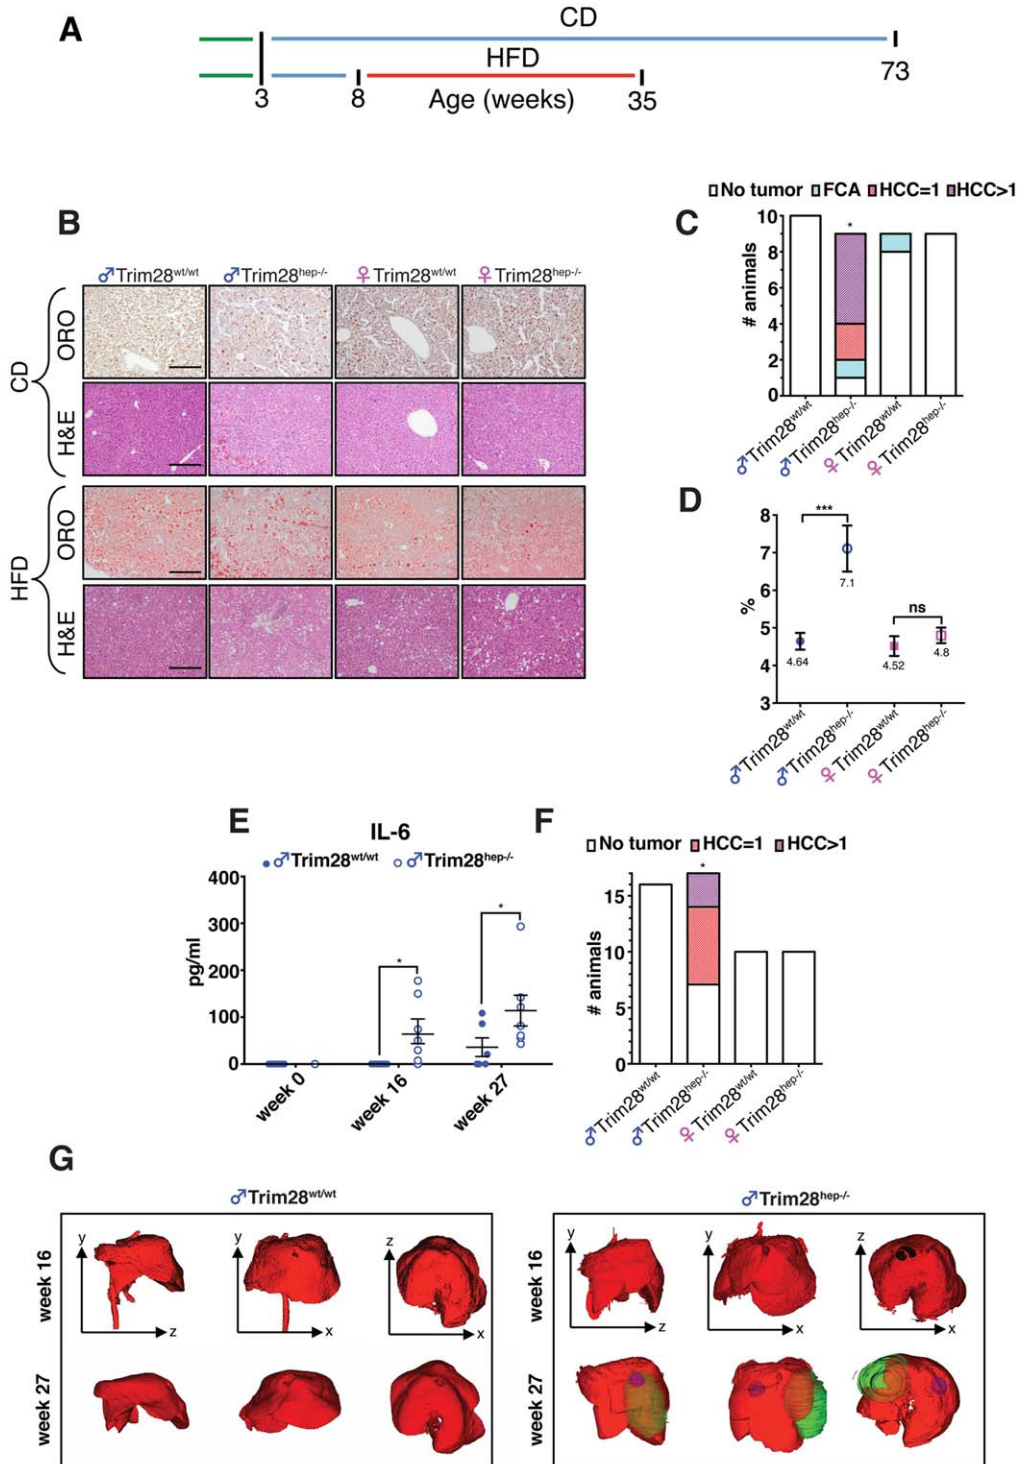 A
CD
HFD
73
3
8
Age (weeks)
35
B
♂Trim28wt/wt
♂Trim28hep-/-
♀Trim28wt/wt
♀Trim28hep-/-
CD
ORO
H&E
HFD
ORO
H&E
C
No tumor FCA HCC=1 HCC>1
# animals
10
8
6
4
2
0
*
♂Trim28wt/wt
♂Trim28hep-/-
♀Trim28wt/wt
♀Trim28hep-/-
D
%
8
7
6
5
4
3
***
ns
4.64
7.1
4.52
4.8
♂Trim28wt/wt
♂Trim28hep-/-
♀Trim28wt/wt
♀Trim28hep-/-
E
IL-6
♂Trim28wt/wt ♂Trim28hep-/-
pg/ml
400
300
200
100
0
*
*
week 0
week 16
week 27
F
No tumor HCC=1 HCC>1
# animals
15
10
5
0
*
♂Trim28wt/wt
♂Trim28hep-/-
♀Trim28wt/wt
♀Trim28hep-/-
G
♂Trim28wt/wt
week 16
y
z
y
x
z
x
week 27
♂Trim28hep-/-
week 16
y
z
y
x
z
x
week 27